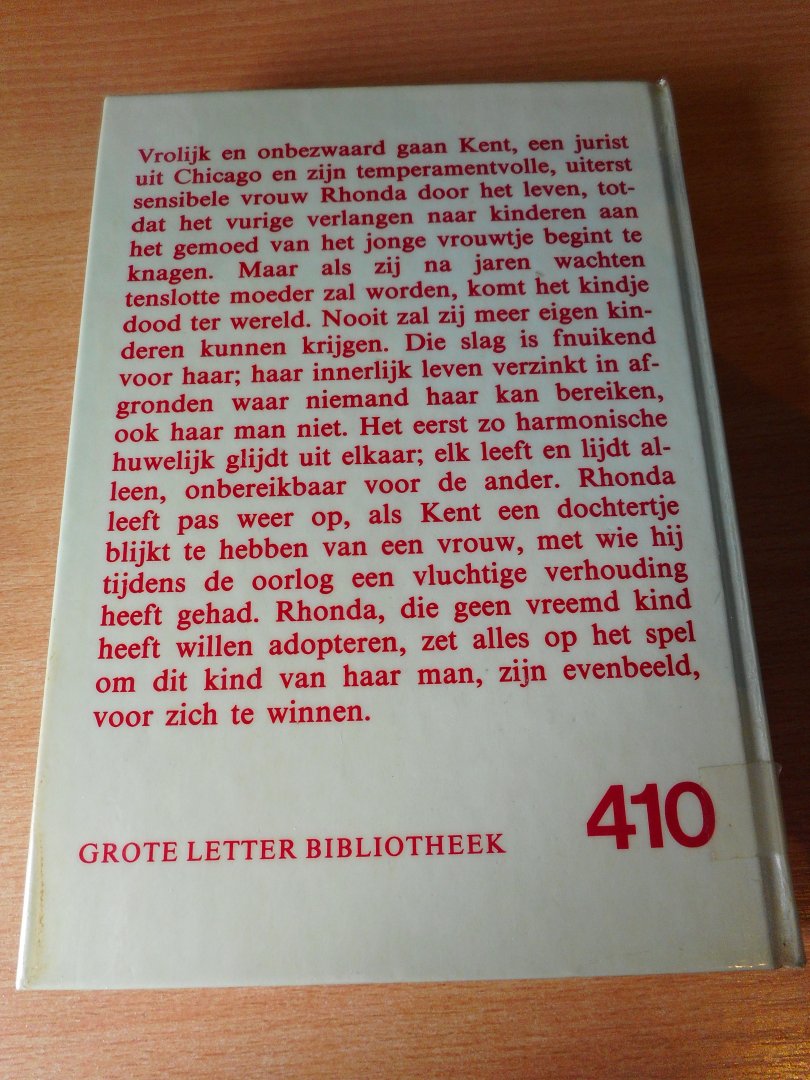 Vrolijk en onbezwaard gaan Kent, een jurist
uit Chicago en zijn temperamentvolle, uiterst
sensibele vrouw Rhonda door het leven, tot-
dat het vurige verlangen naar kinderen aan
het gemoed van het jonge vrouwtje begint te
knagen. Maar als zij na jaren wachten
tenslotte moeder zal worden, komt het kindje
dood ter wereld. Nooit zal zij meer eigen kin-
deren kunnen krijgen. Die slag is fnuikend
voor haar; haar innerlijk leven verzinkt in af-
gronden waar niemand haar kan bereiken,
ook haar man niet. Het eerst zo harmonische
huwelijk glijdt uit elkaar; elk leeft en lijdt al-
leen, onbereikbaar voor de ander. Rhonda
leeft pas weer op, als Kent een dochtertje
blijkt te hebben van een vrouw, met wie hij
tijdens de oorlog een vluchtige verhouding
heeft gehad. Rhonda, die geen vreemd kind
heeft willen adopteren, zet alles op het spel
om dit kind van haar man, zijn evenbeeld,
voor zich te winnen.
GROTE LETTER BIBLIOTHEEK
410